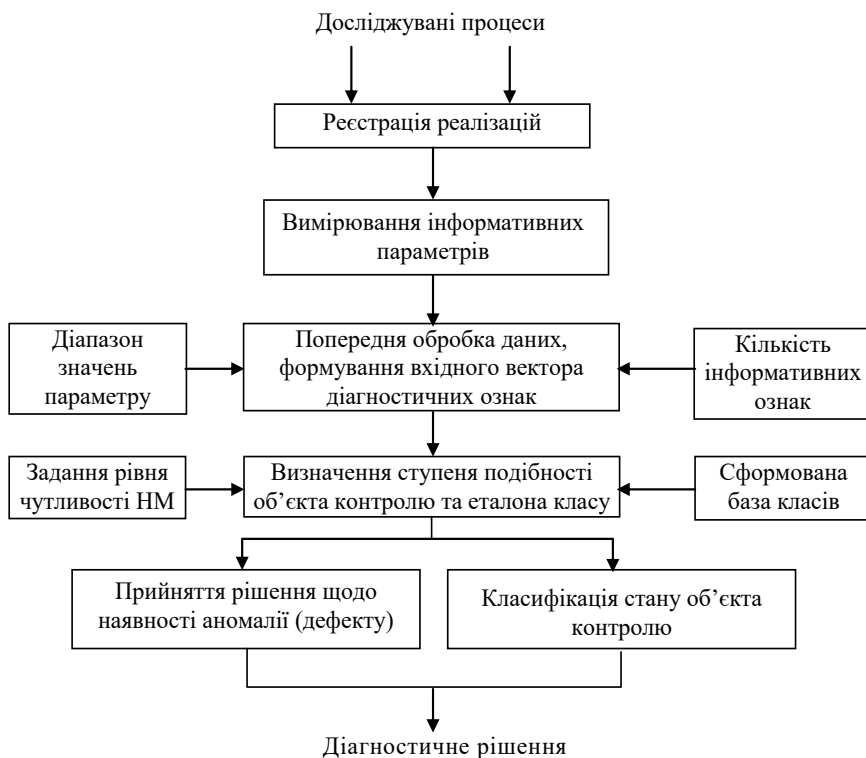 Досліджувані процеси
Реєстрація реалізацій
Вимірювання інформативних
параметрів
Діапазон
значень
параметру
Попередня обробка даних,
формування вхідного вектора
діагностичних ознак
Кількість
інформативних
ознак
Задання рівня
чутливості НМ
Визначення ступеня подібності
об’єкта контролю та еталона класу
Сформована
база класів
Прийняття рішення щодо
наявності аномалії (дефекту)
Класифікація стану об’єкта
контролю
Діагностичне рішення